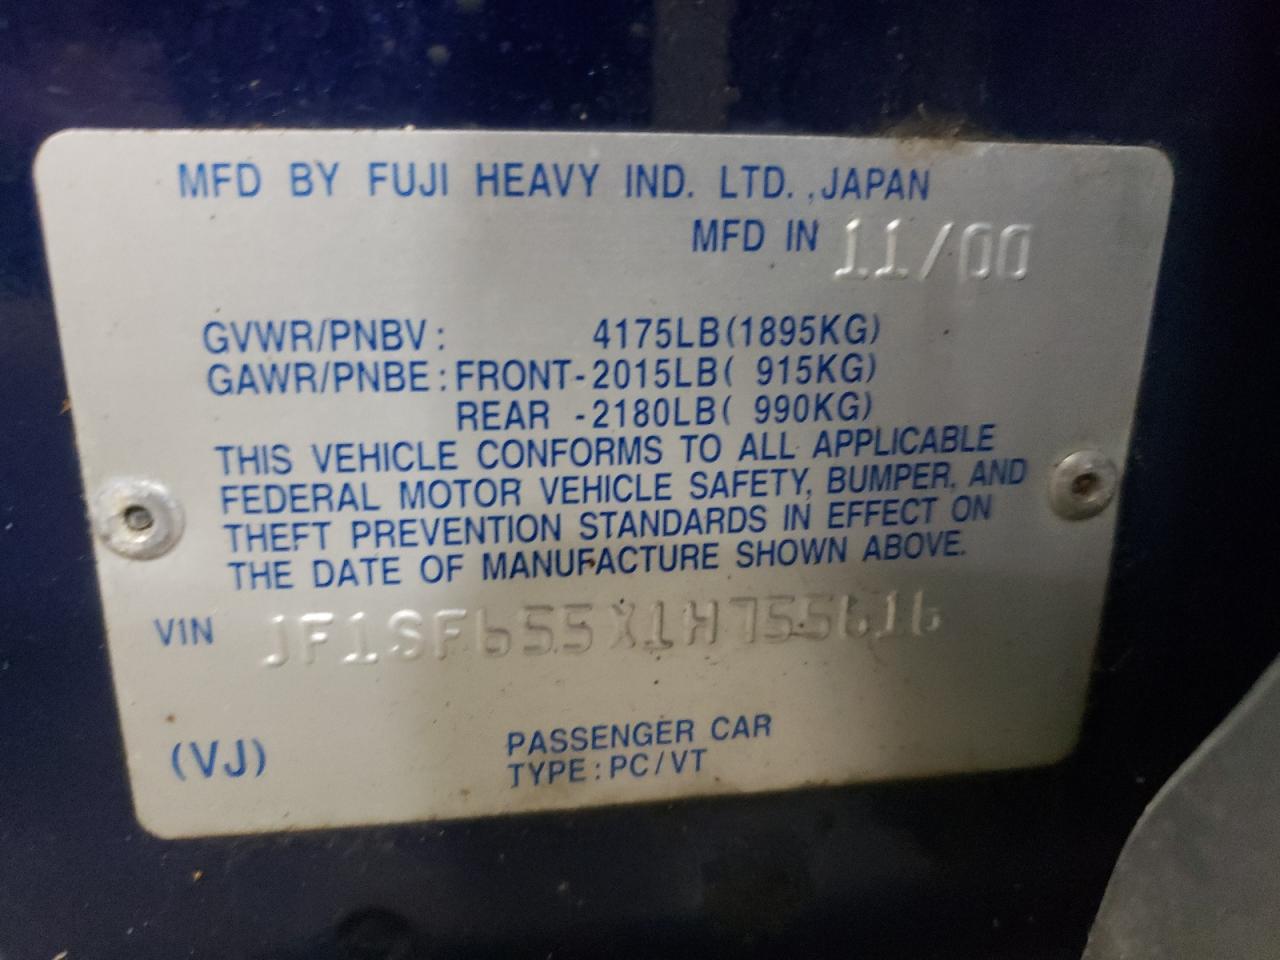 MFD BY FUJI HEAVY IND. LTD. ,JAPAN
MFD IN 11/00
GVWR/PNBV: 4175LB(1895KG)
GAWR/PNBE:FRONT-2015LB( 915KG)
REAR -2180LB( 990KG)
THIS VEHICLE CONFORMS TO ALL APPLICABLE
FEDERAL MOTOR VEHICLE SAFETY, BUMPER, AND
THEFT PREVENTION STANDARDS IN EFFECT ON
THE DATE OF MANUFACTURE SHOWN ABOVE.
VIN JF1SF655X1H755616
(VJ)
PASSENGER CAR
TYPE:PC/VT